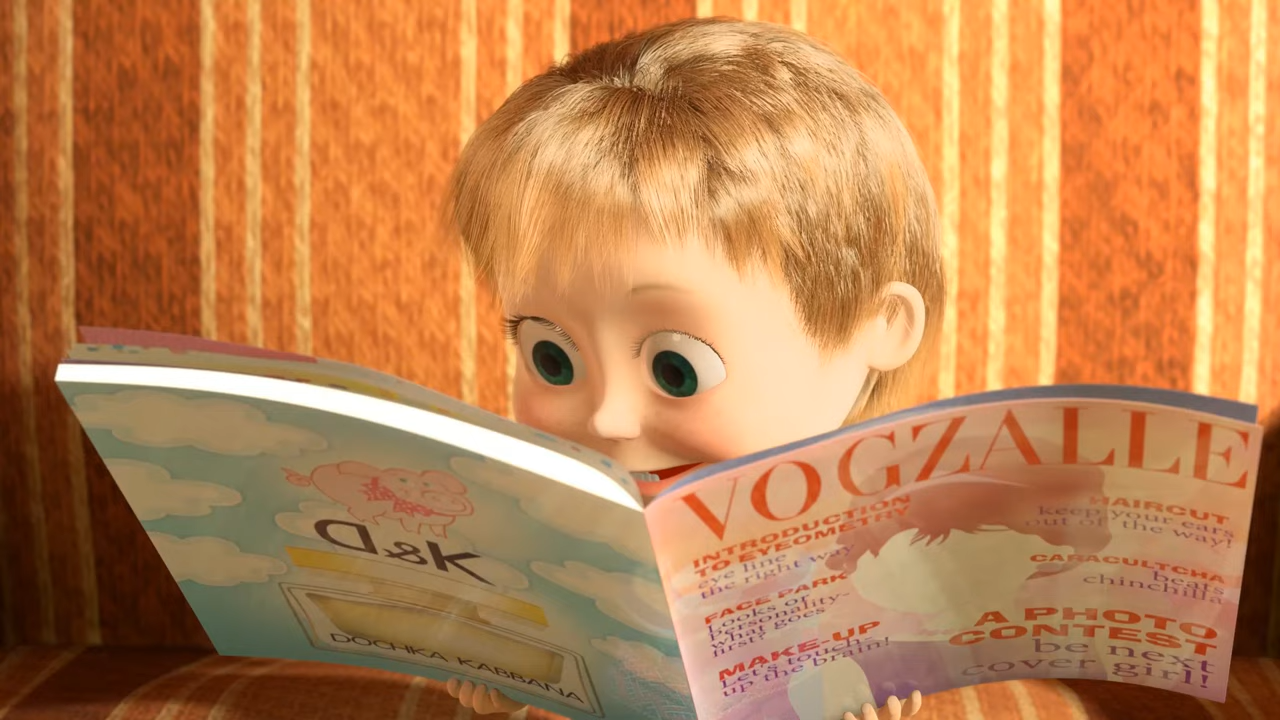 D&K
DOCHKA KABBANA
VOGZALLE
INTRODUCTION
TO EYEOMETRY
eye line
the right way
FACE PARK
Looks or
personality-
what goes
first?
MAKE-UP
Let's touch-
up the brain!
HAIRCUT
keep your ears
out of the way!
CARACULTCHA
beats
chinchilla
A PHOTO
CONTEST
be next
cover girl!